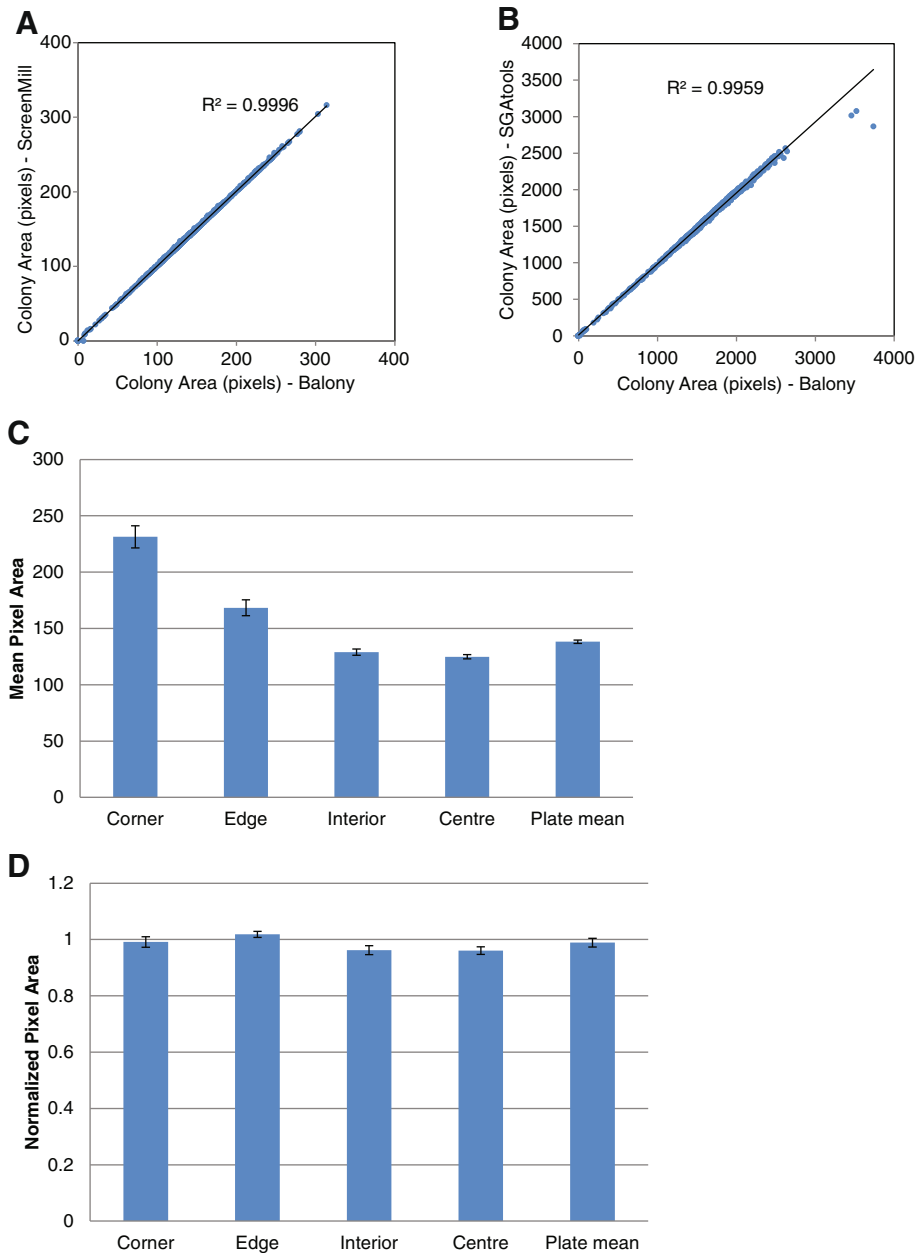 A
Colony Area (pixels) - ScreenMill
400
300
200
100
0
R² = 0.9996
0 100 200 300 400
Colony Area (pixels) - Balony
B
Colony Area (pixels) - SGAtools
4000
3500
3000
2500
2000
1500
1000
500
0
R² = 0.9959
0 1000 2000 3000 4000
Colony Area (pixels) - Balony
C
Mean Pixel Area
300
250
200
150
100
50
0
Corner Edge Interior Centre Plate mean
D
Normalized Pixel Area
1.2
1
0.8
0.6
0.4
0.2
0
Corner Edge Interior Centre Plate mean